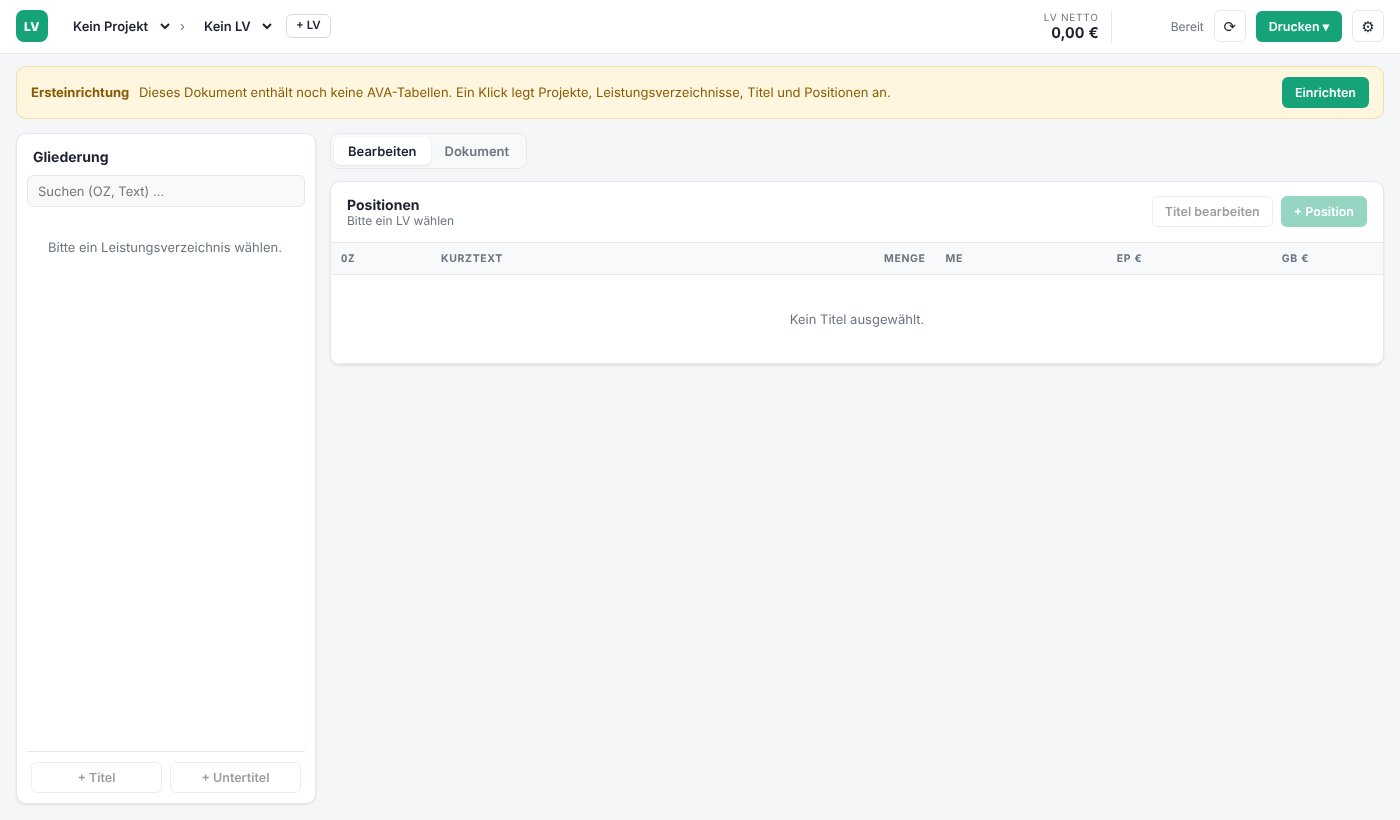 LV
Kein Projekt
›
Kein LV
+ LV
LV NETTO
0,00 €
Bereit
Drucken ▾
Ersteinrichtung Dieses Dokument enthält noch keine AVA-Tabellen. Ein Klick legt Projekte, Leistungsverzeichnisse, Titel und Positionen an.
Einrichten
Gliederung
Suchen (OZ, Text) ...
Bitte ein Leistungsverzeichnis wählen.
+ Titel
+ Untertitel
Bearbeiten
Dokument
Positionen
Bitte ein LV wählen
Titel bearbeiten
+ Position
OZ KURZTEXT MENGE ME EP € GB €
Kein Titel ausgewählt.